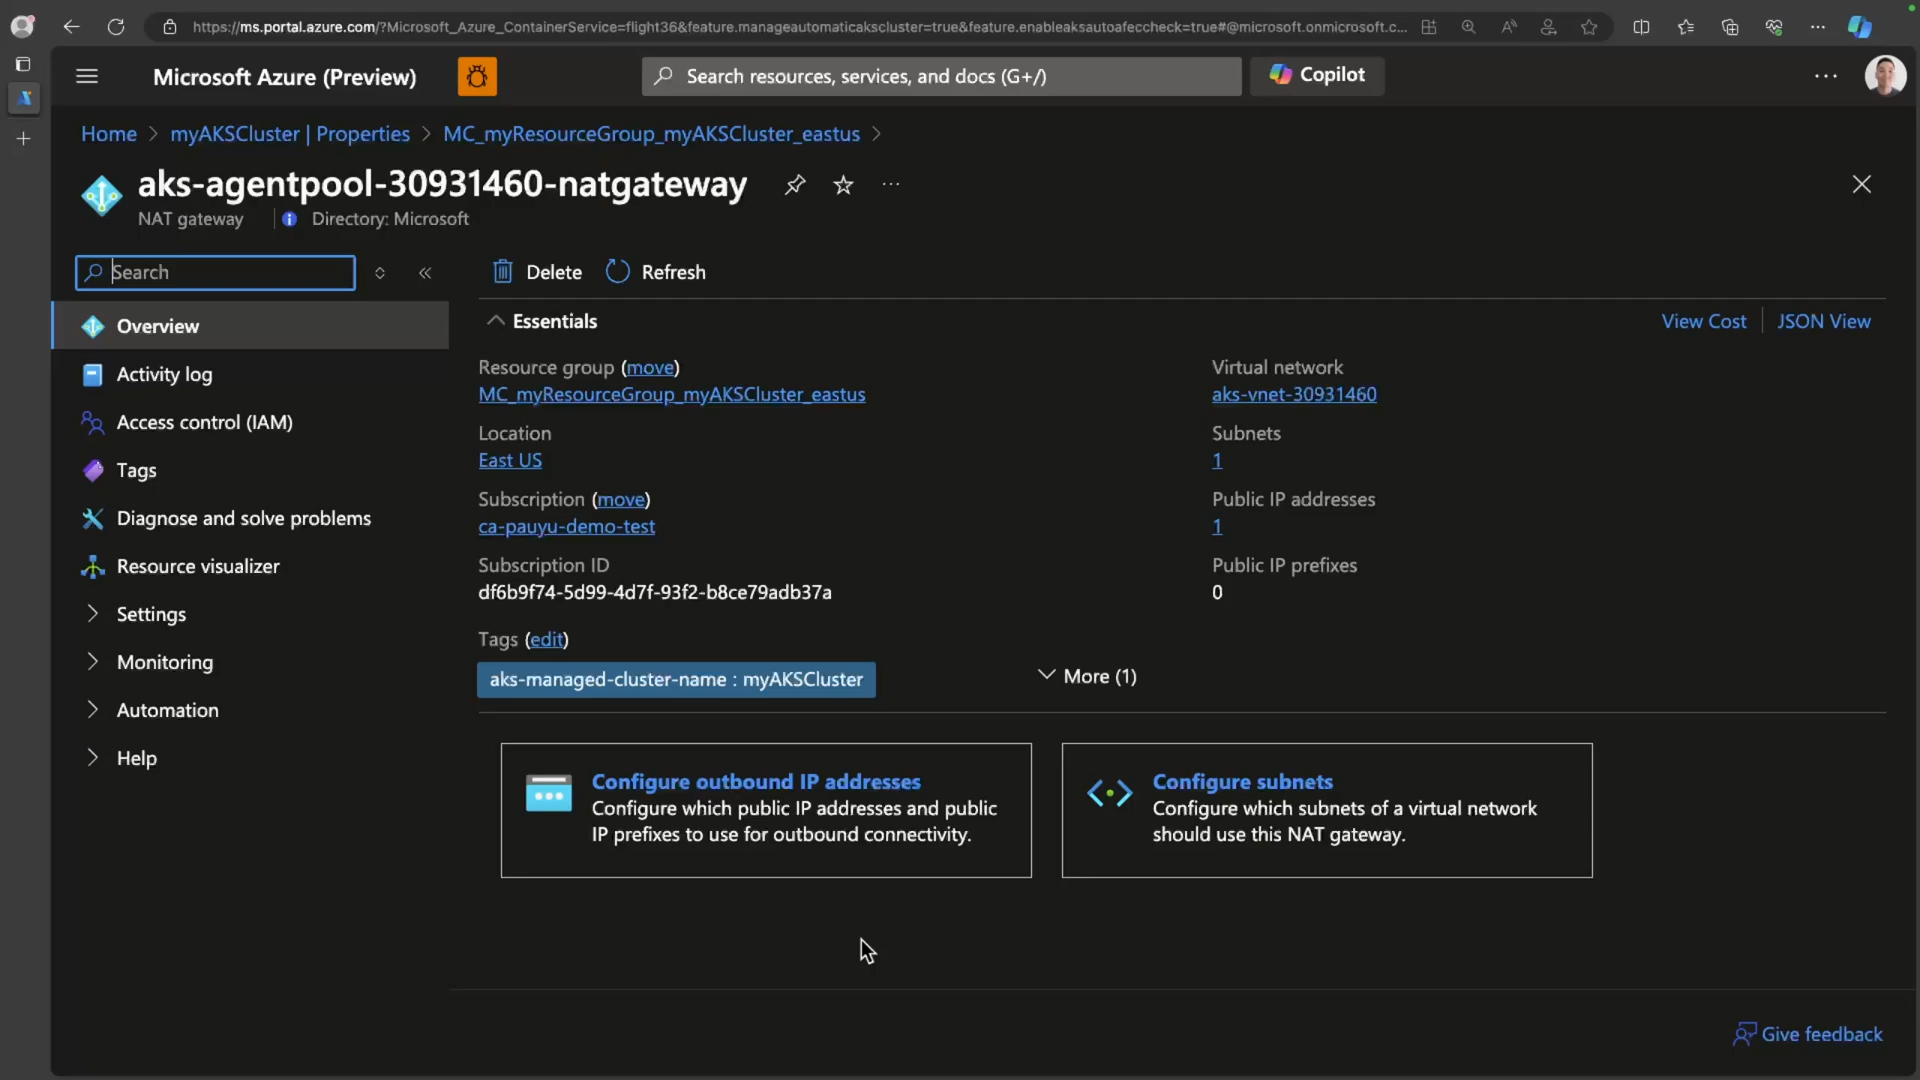 https://ms.portal.azure.com/?Microsoft_Azure_ContainerService=flight36&feature.manageautomaticakscluster=true&feature.enableaksautoafeccheck=true#@microsoft.onmicrosoft.c...
Microsoft Azure (Preview)
Search resources, services, and docs (G+/)
Copilot
Home > myAKSCluster | Properties > MC_myResourceGroup_myAKSCluster_eastus >
aks-agentpool-30931460-natgateway
NAT gateway
Directory: Microsoft
Search
Delete
Refresh
Overview
Activity log
Access control (IAM)
Tags
Diagnose and solve problems
Resource visualizer
Settings
Monitoring
Automation
Help
Essentials
View Cost
JSON View
Resource group (move)
MC_myResourceGroup_myAKSCluster_eastus
Location
East US
Subscription (move)
ca-pauyu-demo-test
Subscription ID
df6b9f74-5d99-4d7f-93f2-b8ce79adb37a
Virtual network
aks-vnet-30931460
Subnets
1
Public IP addresses
1
Public IP prefixes
0
Tags (edit)
aks-managed-cluster-name : myAKSCluster
More (1)
Configure outbound IP addresses
Configure which public IP addresses and public
IP prefixes to use for outbound connectivity.
Configure subnets
Configure which subnets of a virtual network
should use this NAT gateway.
Give feedback